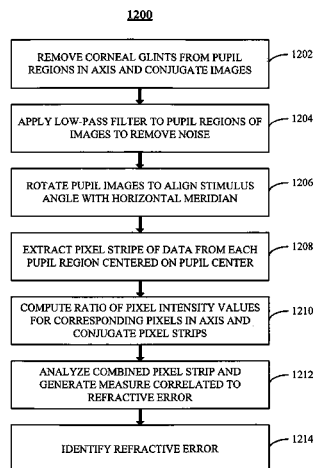 1200
REMOVE CORNEAL GLINTS FROM PUPIL
REGIONS IN AXIS AND CONJUGATE IMAGES
1202
APPLY LOW-PASS FILTER TO PUPIL REGIONS OF
IMAGES TO REMOVE NOISE
1204
ROTATE PUPIL IMAGES TO ALIGN STIMULUS
ANGLE WITH HORIZONTAL MERIDIAN
1206
EXTRACT PIXEL STRIPE OF DATA FROM EACH
PUPIL REGION CENTERED ON PUPIL CENTER
1208
COMPUTE RATIO OF PIXEL INTENSITY VALUES
FOR CORRESPONDING PIXELS IN AXIS AND
CONJUGATE PIXEL STRIPS
1210
ANALYZE COMBINED PIXEL STRIP AND
GENERATE MEASURE CORRELATED TO
REFRACTIVE ERROR
1212
IDENTIFY REFRACTIVE ERROR
1214